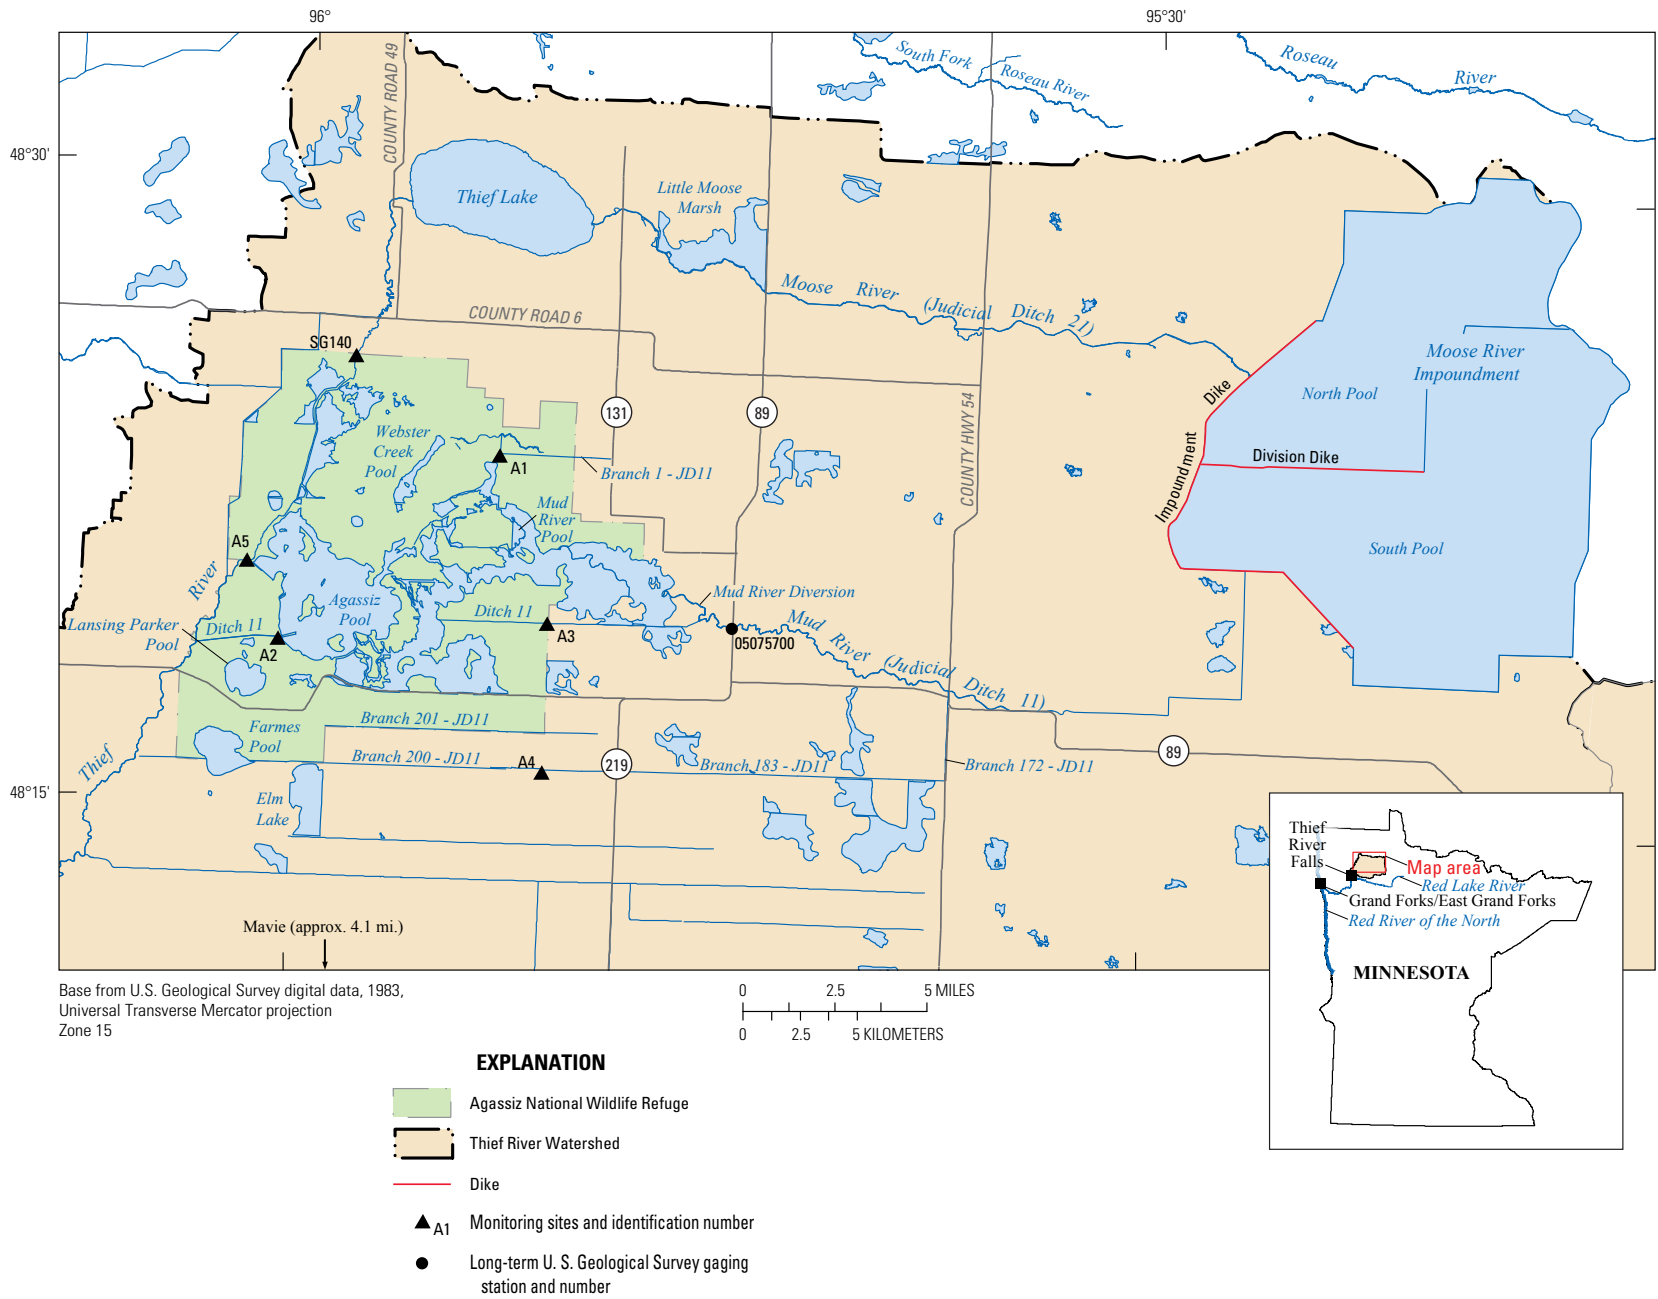 96°
95°30'
48°30'
48°15'
COUNTY ROAD 49
South Fork
Roseau River
Roseau
River
Thief Lake
Little Moose
Marsh
Moose River (Judicial Ditch 21)
COUNTY ROAD 6
SG140
Moose River
Impoundment
North Pool
Dike
Impoundment
Division Dike
South Pool
131
89
COUNTY HWY 54
Webster
Creek
Pool
A1
Branch 1 - JD11
Mud
River
Pool
A5
River
Agassiz
Pool
Ditch 11
A3
Mud River Diversion
05075700
Mud River (Judicial Ditch 11)
Lansing Parker
Pool
Ditch 11
A2
Farmes
Pool
Branch 201 - JD11
Branch 200 - JD11
A4
219
Branch 183 - JD11
Branch 172 - JD11
89
Thief
Elm
Lake
Mavie (approx. 4.1 mi.)
Thief
River
Falls
Map area
Red Lake River
Grand Forks/East Grand Forks
Red River of the North
MINNESOTA
Base from U.S. Geological Survey digital data, 1983,
Universal Transverse Mercator projection
Zone 15
0 2.5 5 MILES
0 2.5 5 KILOMETERS
EXPLANATION
Agassiz National Wildlife Refuge
Thief River Watershed
Dike
A1 Monitoring sites and identification number
Long-term U. S. Geological Survey gaging
station and number